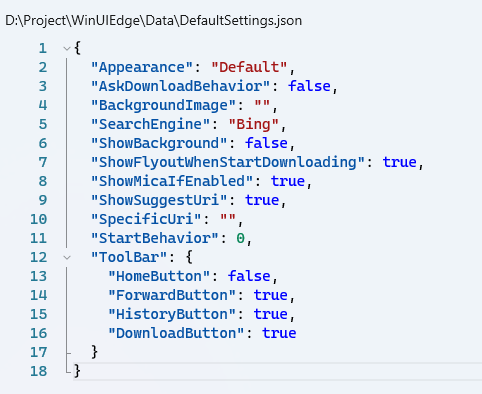 D:\Project\WinUIEdge\Data\DefaultSettings.json
1 {
2 "Appearance": "Default",
3 "AskDownloadBehavior": false,
4 "BackgroundImage": "",
5 "SearchEngine": "Bing",
6 "ShowBackground": false,
7 "ShowFlyoutWhenStartDownloading": true,
8 "ShowMicaIfEnabled": true,
9 "ShowSuggestUri": true,
10 "SpecificUri": "",
11 "StartBehavior": 0,
12 "ToolBar": {
13 "HomeButton": false,
14 "ForwardButton": true,
15 "HistoryButton": true,
16 "DownloadButton": true
17 }
18 }